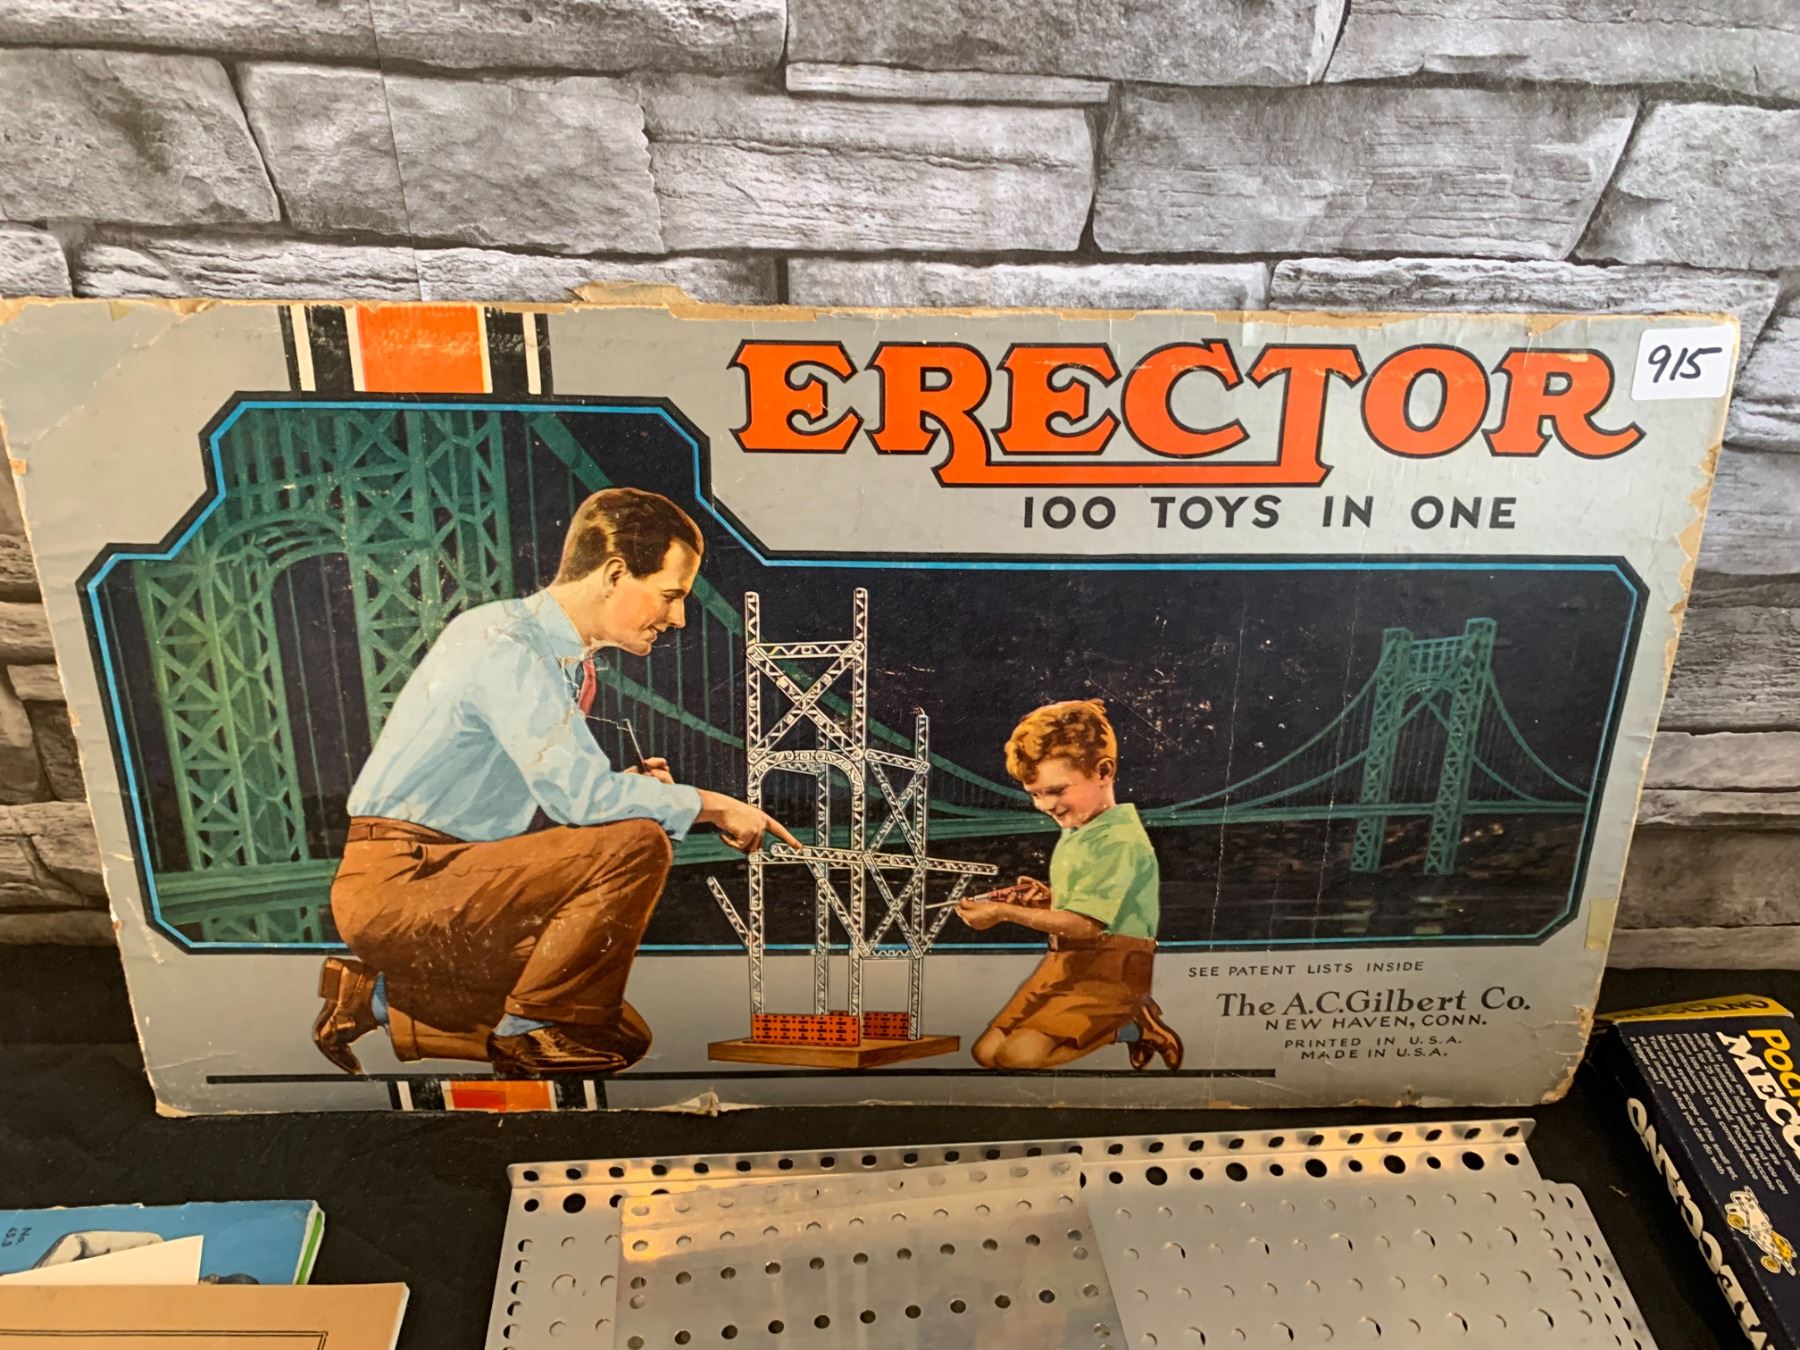 ERECTOR
915
100 TOYS IN ONE
SEE PATENT LISTS INSIDE
The A.C.Gilbert Co.
NEW HAVEN, CONN.
PRINTED IN U.S.A.
MADE IN U.S.A.
No.